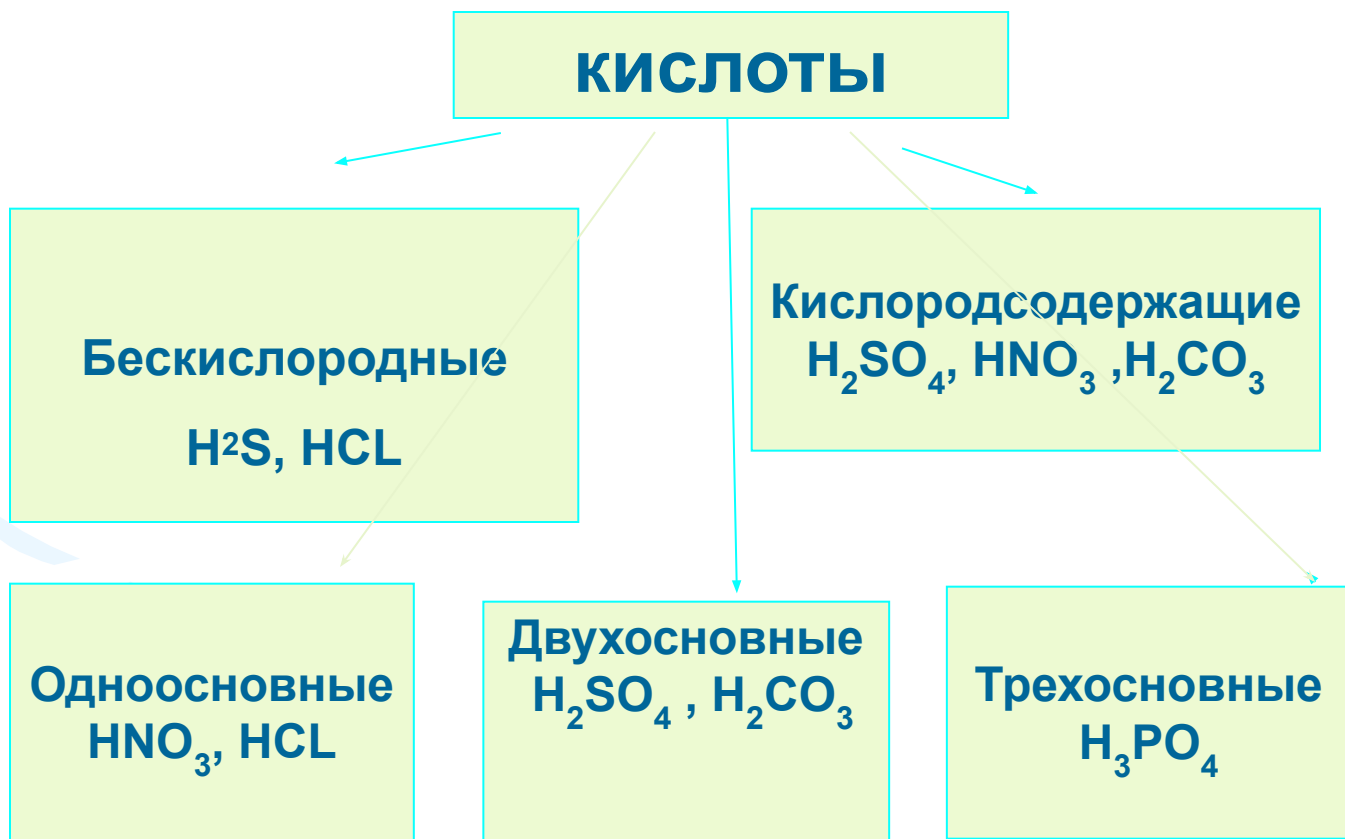 кислоты
Бескислородные
H²S, HCL
Кислородсодержащие
H₂SO₄, HNO₃ ,H₂CO₃
Одноосновные
HNO₃, HCL
Двухосновные
H₂SO₄ , H₂CO₃
Трехосновные
H₃PO₄